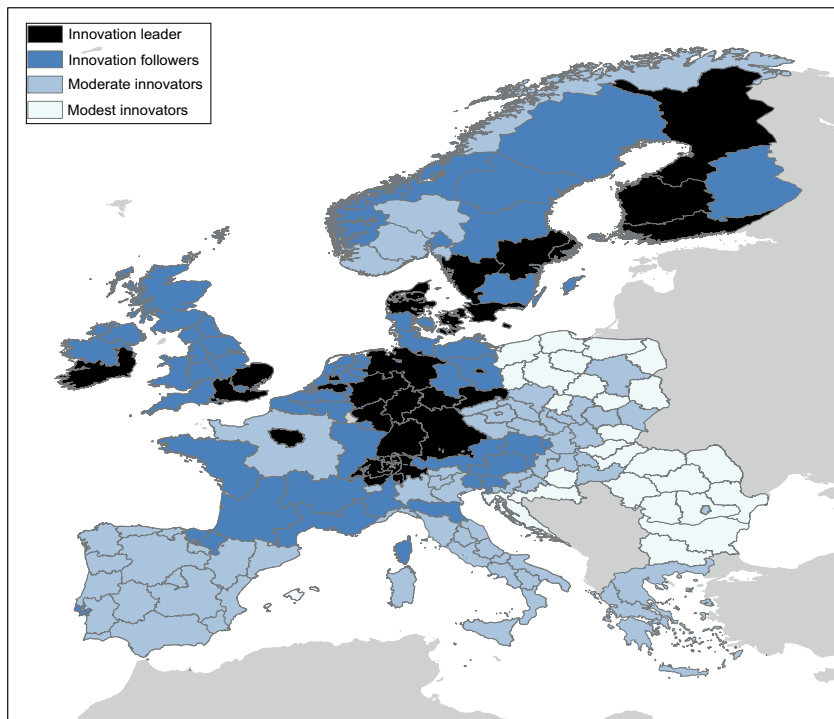 Innovation leader
Innovation followers
Moderate innovators
Modest innovators